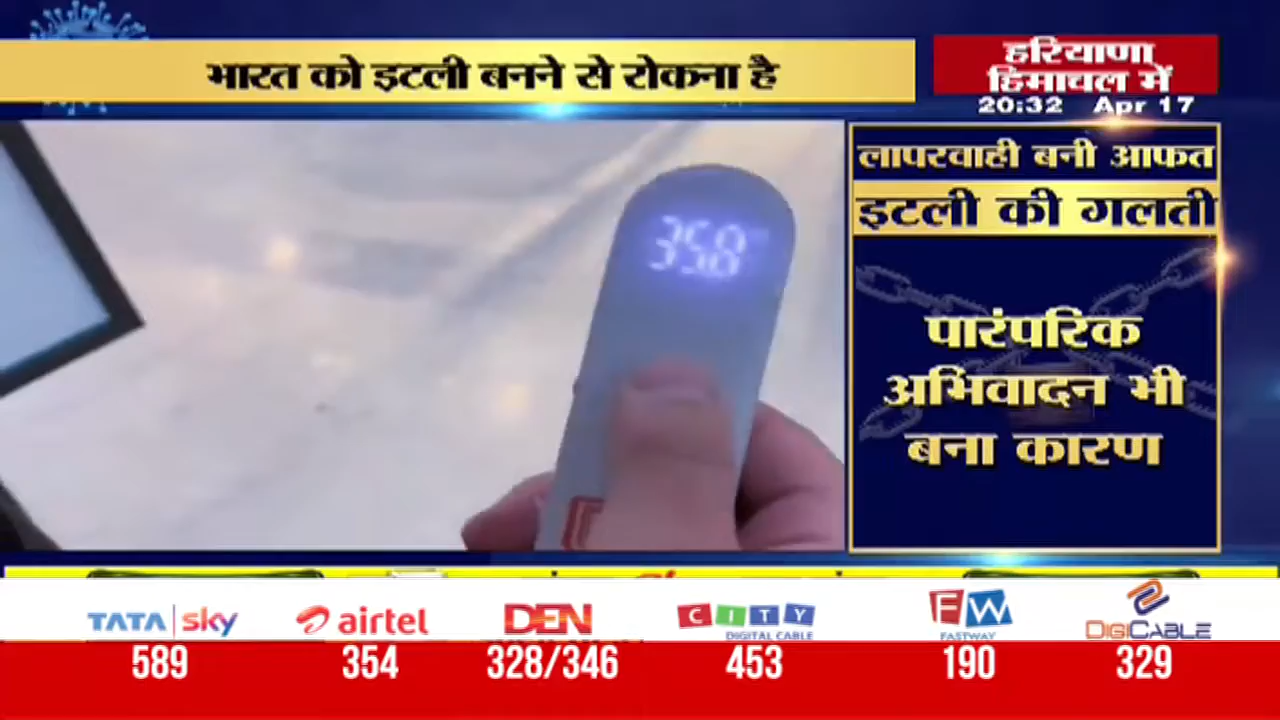 भारत को इटली बनने से रोकना है
हरियाणा
हिमाचल में
20:32 Apr 17
लापरवाही बनी आफत
इटली की गलती
35.8
पारंपरिक
अभिवादन भी
बना कारण
TATA sky
airtel
DEN
CITY
DIGITAL CABLE
FW
FASTWAY
DIGICABLE
589
354
328/346
453
190
329